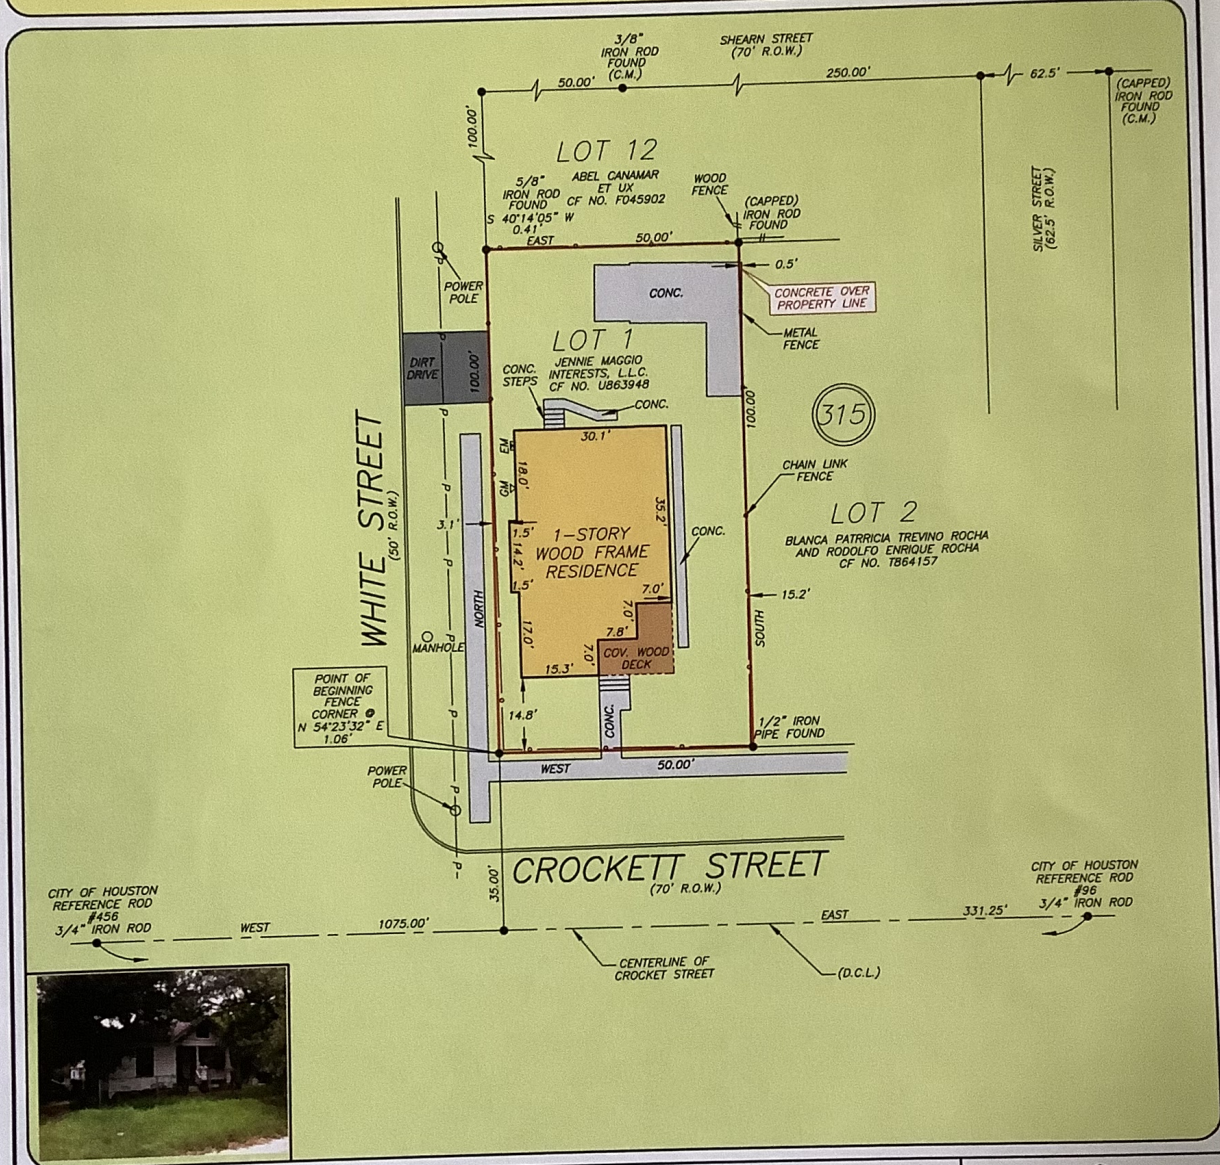 3/8"
IRON ROD
FOUND
(C.M.)
SHEARN STREET
(70' R.O.W.)
50.00'
250.00'
62.5'
(CAPPED)
IRON ROD
FOUND
(C.M.)
100.00'
LOT 12
ABEL CANAMAR
ET UX
CF NO. F045902
5/8"
IRON ROD
FOUND
S 40°14'05" W
0.41'
WOOD
FENCE
(CAPPED)
IRON ROD
FOUND
SILVER STREET
(62.5' R.O.W.)
EAST
50.00'
0.5'
POWER
POLE
CONC.
CONCRETE OVER
PROPERTY LINE
METAL
FENCE
LOT 1
JENNIE MAGGIO
INTERESTS, L.L.C.
CF NO. U863948
DIRT
DRIVE
100.00'
CONC.
STEPS
CONC.
100.00'
315
30.1'
EM
GM
18.0'
35.2'
CHAIN LINK
FENCE
WHITE STREET
(50' R.O.W.)
3.1'
1.5'
14.2'
1.5'
1-STORY
WOOD FRAME
RESIDENCE
CONC.
LOT 2
BLANCA PATRRICIA TREVINO ROCHA
AND RODOLFO ENRIQUE ROCHA
CF NO. T864157
NORTH
7.0'
7.0'
7.8'
7.0'
17.0'
15.3'
COV. WOOD
DECK
15.2'
SOUTH
MANHOLE
P
P
P
P
P
P
P
P
P
P
POINT OF
BEGINNING
FENCE
CORNER @
N 54°23'32" E
1.06'
14.8'
CONC.
1/2" IRON
PIPE FOUND
WEST
50.00'
POWER
POLE
35.00'
CROCKETT STREET
(70' R.O.W.)
CITY OF HOUSTON
REFERENCE ROD
#456
3/4" IRON ROD
WEST
1075.00'
EAST
331.25'
CITY OF HOUSTON
REFERENCE ROD
#96
3/4" IRON ROD
CENTERLINE OF
CROCKET STREET
(D.C.L.)